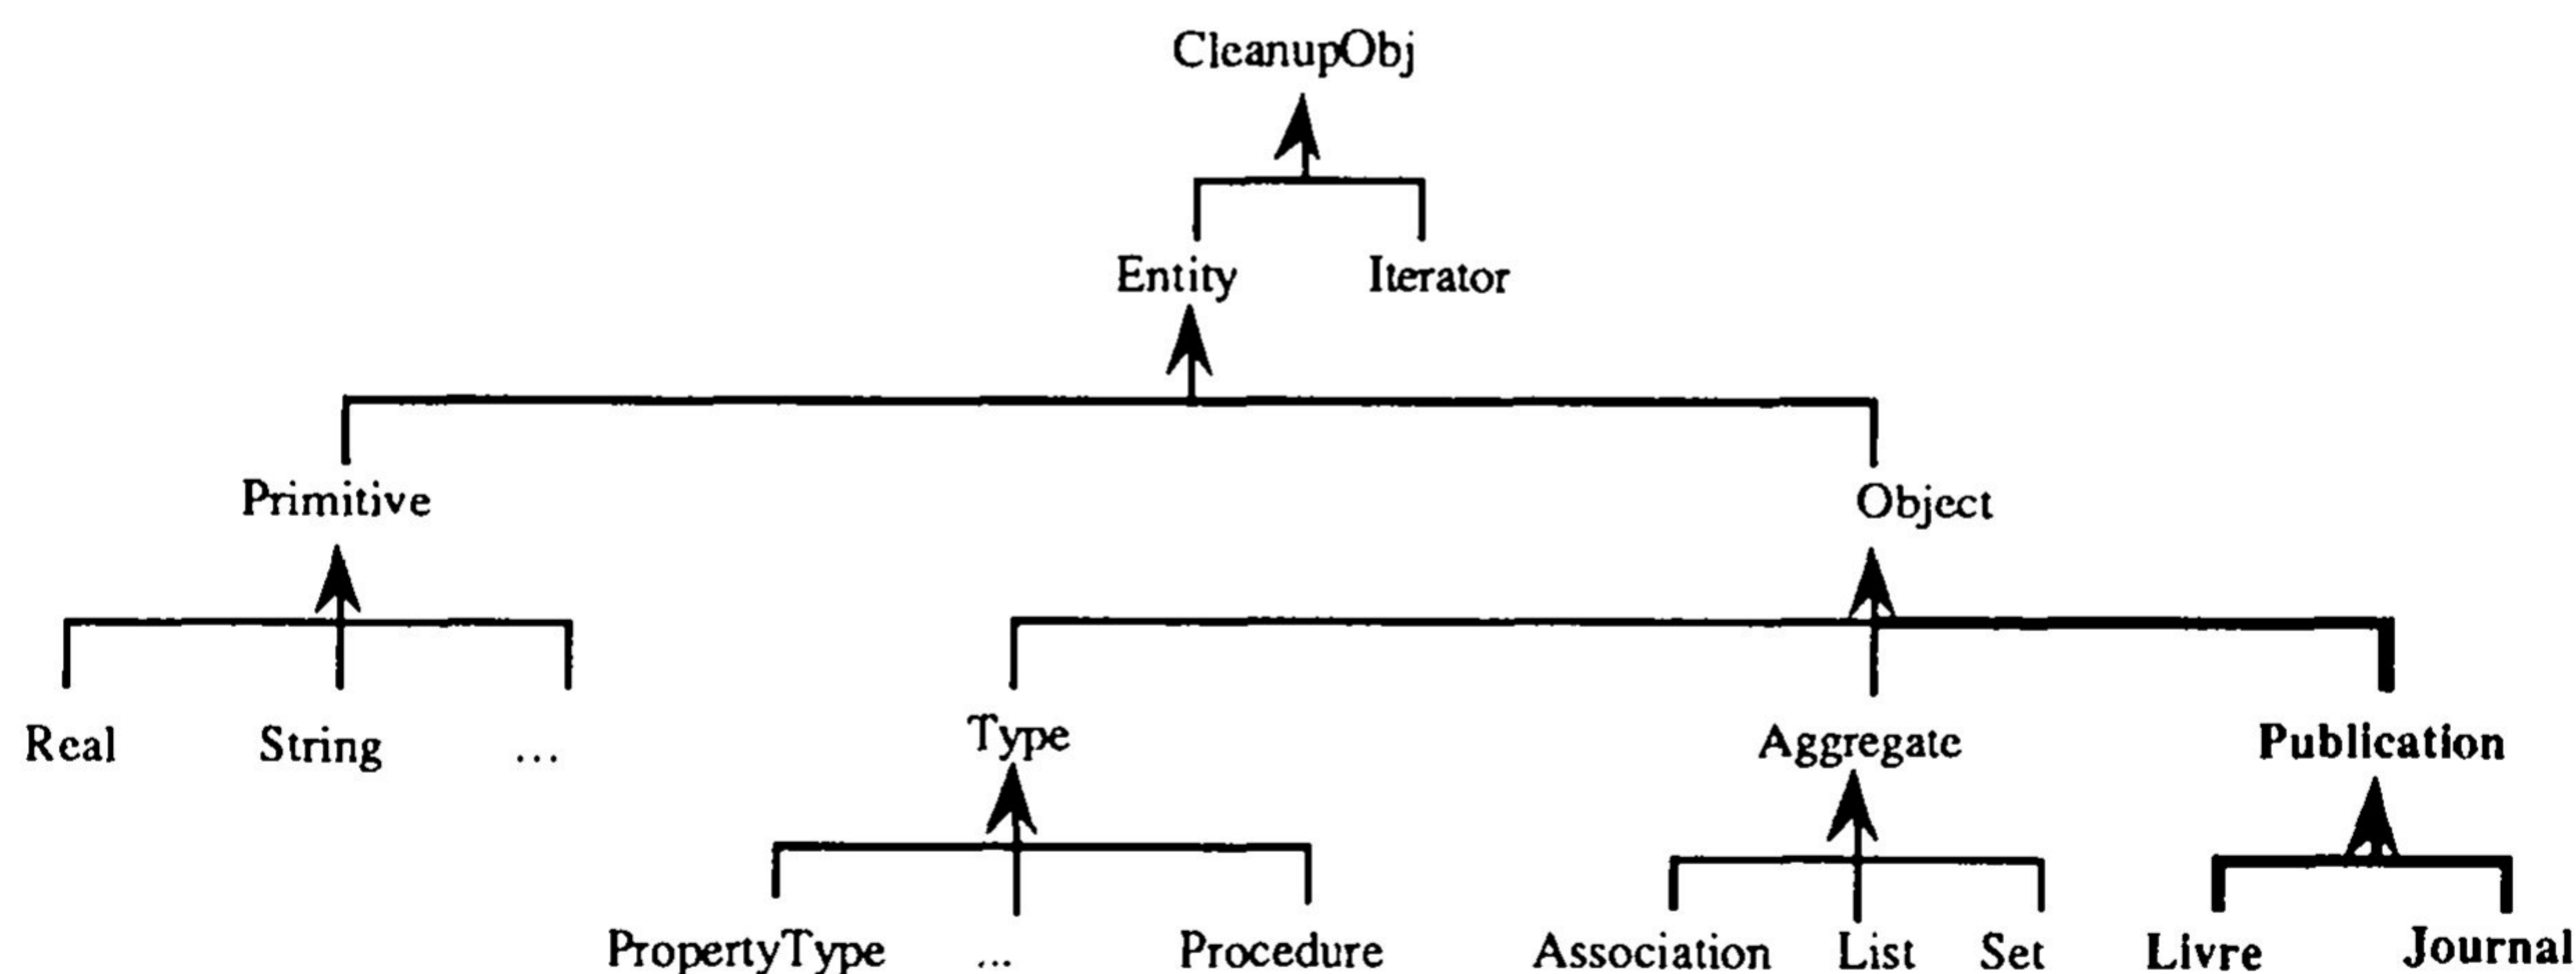 CleanupObj
Entity Iterator
Primitive Object
Real String ... Type Aggregate Publication
PropertyType ... Procedure Association List Set Livre Journal